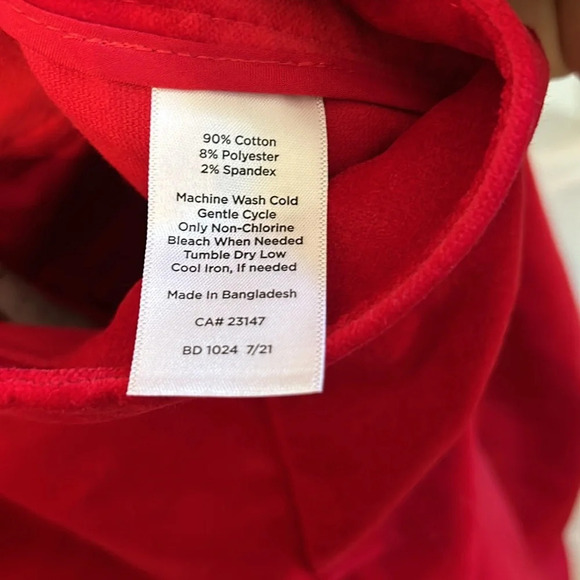 90% Cotton
8% Polyester
2% Spandex
Machine Wash Cold
Gentle Cycle
Only Non-Chlorine
Bleach When Needed
Tumble Dry Low
Cool Iron, If needed
Made In Bangladesh
CA# 23147
BD 1024 7/21